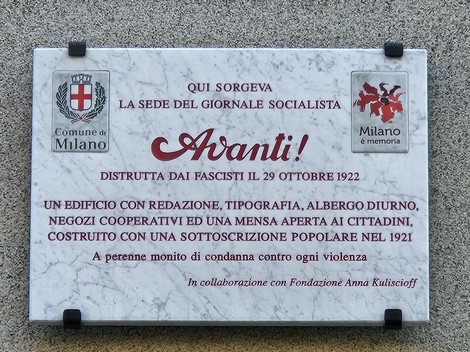 QUI SORGEVA
LA SEDE DEL GIORNALE SOCIALISTA
Avanti!
DISTRUTTA DAI FASCISTI IL 29 OTTOBRE 1922
UN EDIFICIO CON REDAZIONE, TIPOGRAFIA, ALBERGO DIURNO,
NEGOZI COOPERATIVI ED UNA MENSA APERTA AI CITTADINI,
COSTRUITO CON UNA SOTTOSCRIZIONE POPOLARE NEL 1921
A perenne monito di condanna contro ogni violenza
In collaborazione con Fondazione Anna Kuliscioff
Comune di
Milano
Milano
è memoria